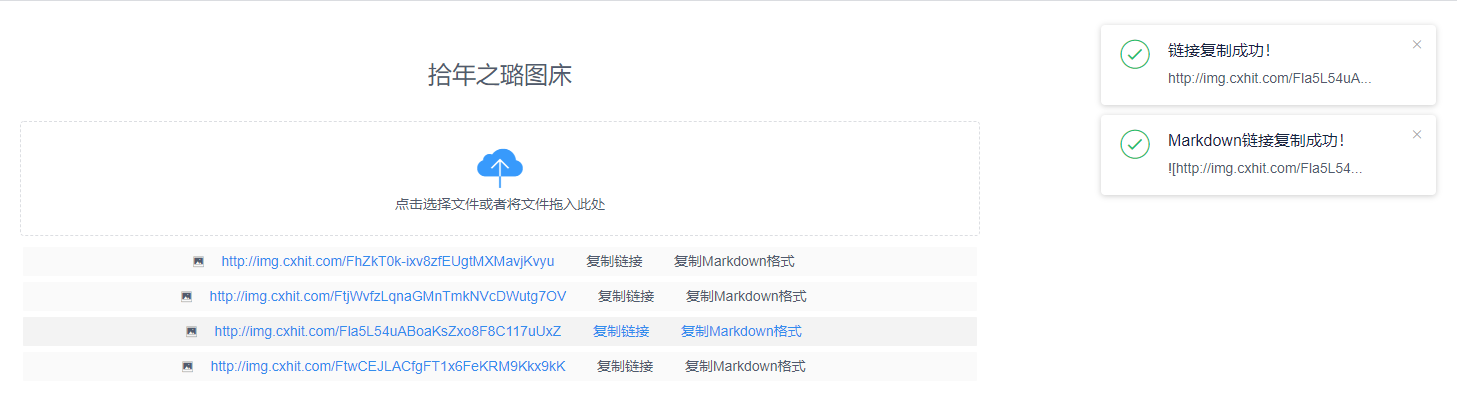 拾年之璐图床
点击选择文件或者将文件拖入此处
http://img.cxhit.com/FhZkT0k-ixv8zfEUgtMXMavjKvyu 复制链接 复制Markdown格式
http://img.cxhit.com/FtjWvfzLqnaGMnTmkNVcDWutg7OV 复制链接 复制Markdown格式
http://img.cxhit.com/Fla5L54uABoaKsZxo8F8C117uUxZ 复制链接 复制Markdown格式
http://img.cxhit.com/FtwCEJLACfgFT1x6FeKRM9Kkx9kK 复制链接 复制Markdown格式
链接复制成功！
http://img.cxhit.com/Fla5L54uA...
Markdown链接复制成功！
![http://img.cxhit.com/Fla5L54...